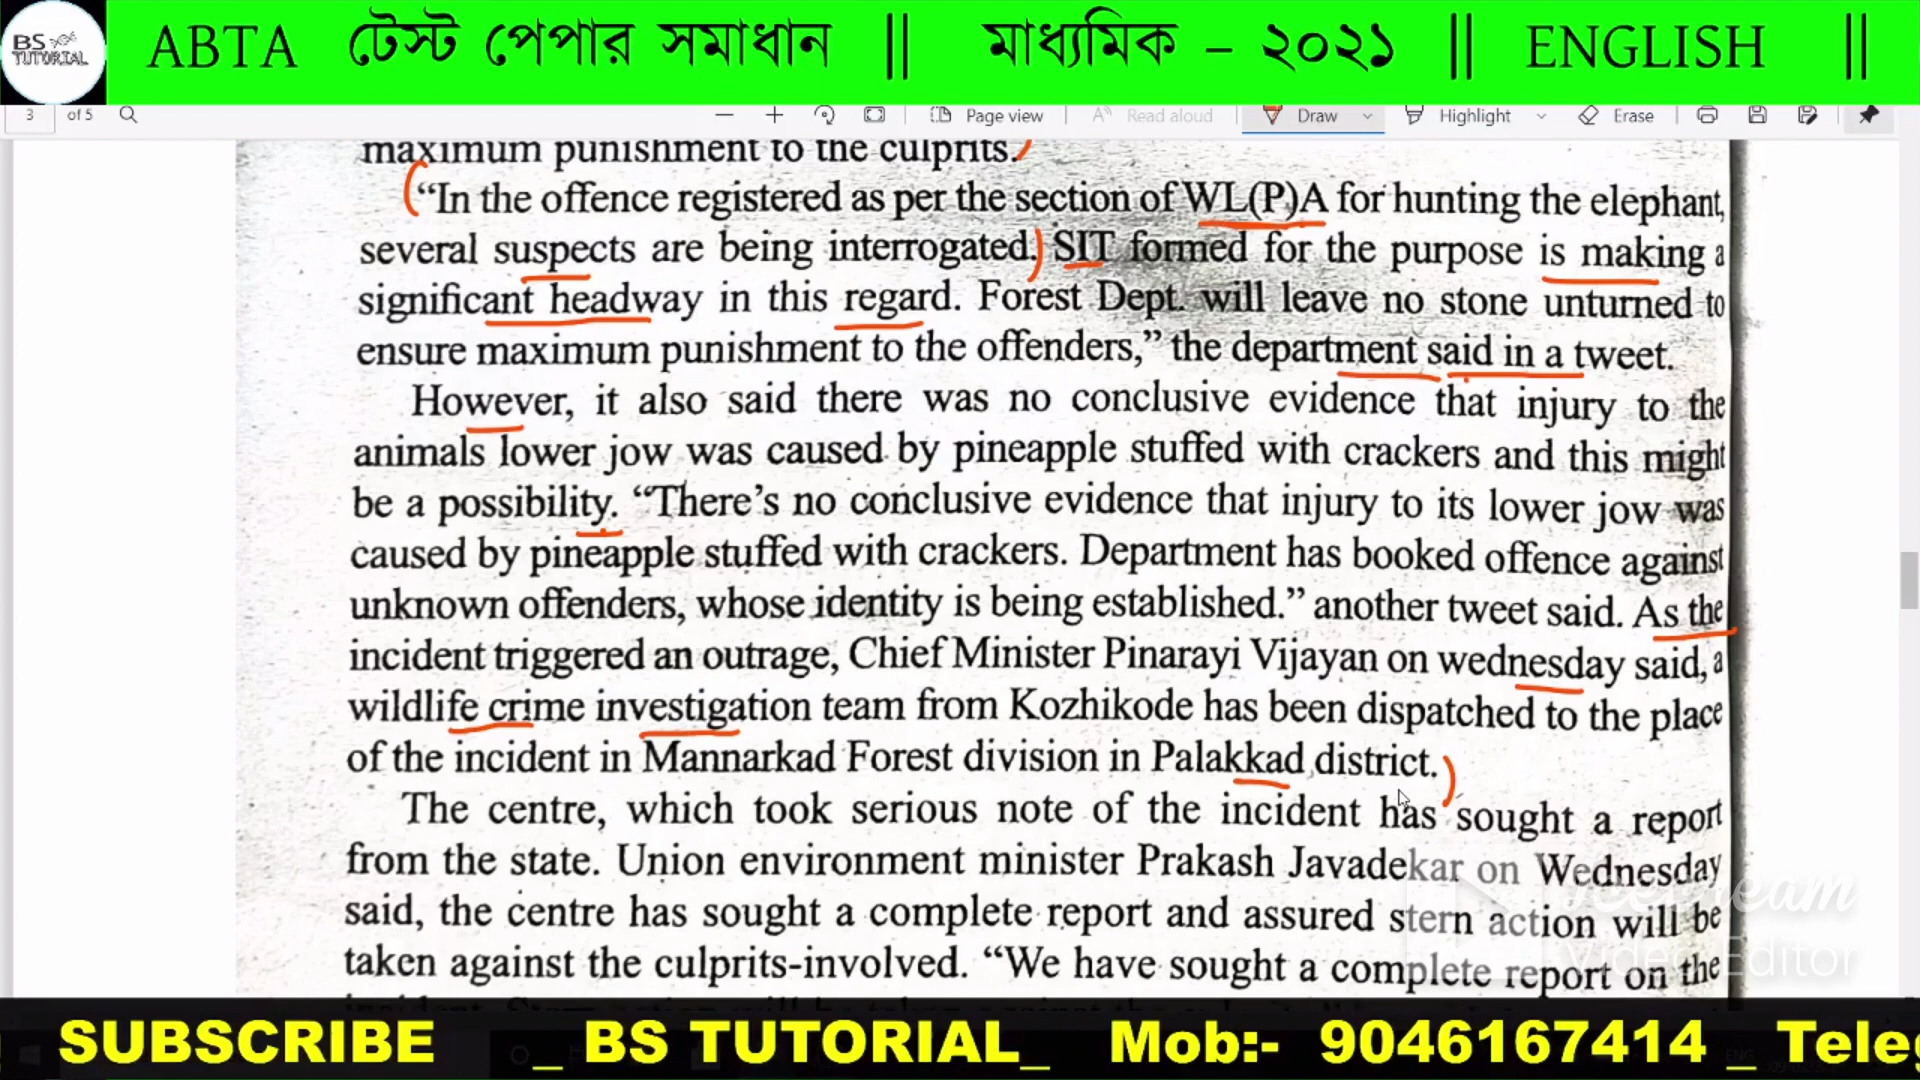 BS TUTORIAL
ABTA টেস্ট পেপার সমাধান || মাধ্যমিক – ২০২১ || ENGLISH ||
3 of 5 Page view Read aloud Draw Highlight Erase
maximum punishment to the culprits.
“In the offence registered as per the section of WL(P)A for hunting the elephant,
several suspects are being interrogated. SIT formed for the purpose is making a
significant headway in this regard. Forest Dept. will leave no stone unturned to
ensure maximum punishment to the offenders,” the department said in a tweet.
However, it also said there was no conclusive evidence that injury to the
animals lower jow was caused by pineapple stuffed with crackers and this might
be a possibility. “There’s no conclusive evidence that injury to its lower jow was
caused by pineapple stuffed with crackers. Department has booked offence against
unknown offenders, whose identity is being established.” another tweet said. As the
incident triggered an outrage, Chief Minister Pinarayi Vijayan on wednesday said, a
wildlife crime investigation team from Kozhikode has been dispatched to the place
of the incident in Mannarkad Forest division in Palakkad district.
The centre, which took serious note of the incident has sought a report
from the state. Union environment minister Prakash Javadekar on Wednesday
said, the centre has sought a complete report and assured stern action will be
taken against the culprits-involved. “We have sought a complete report on the
Icecream
Video Editor
SUBSCRIBE _ BS TUTORIAL_ Mob:- 9046167414 _ Tele